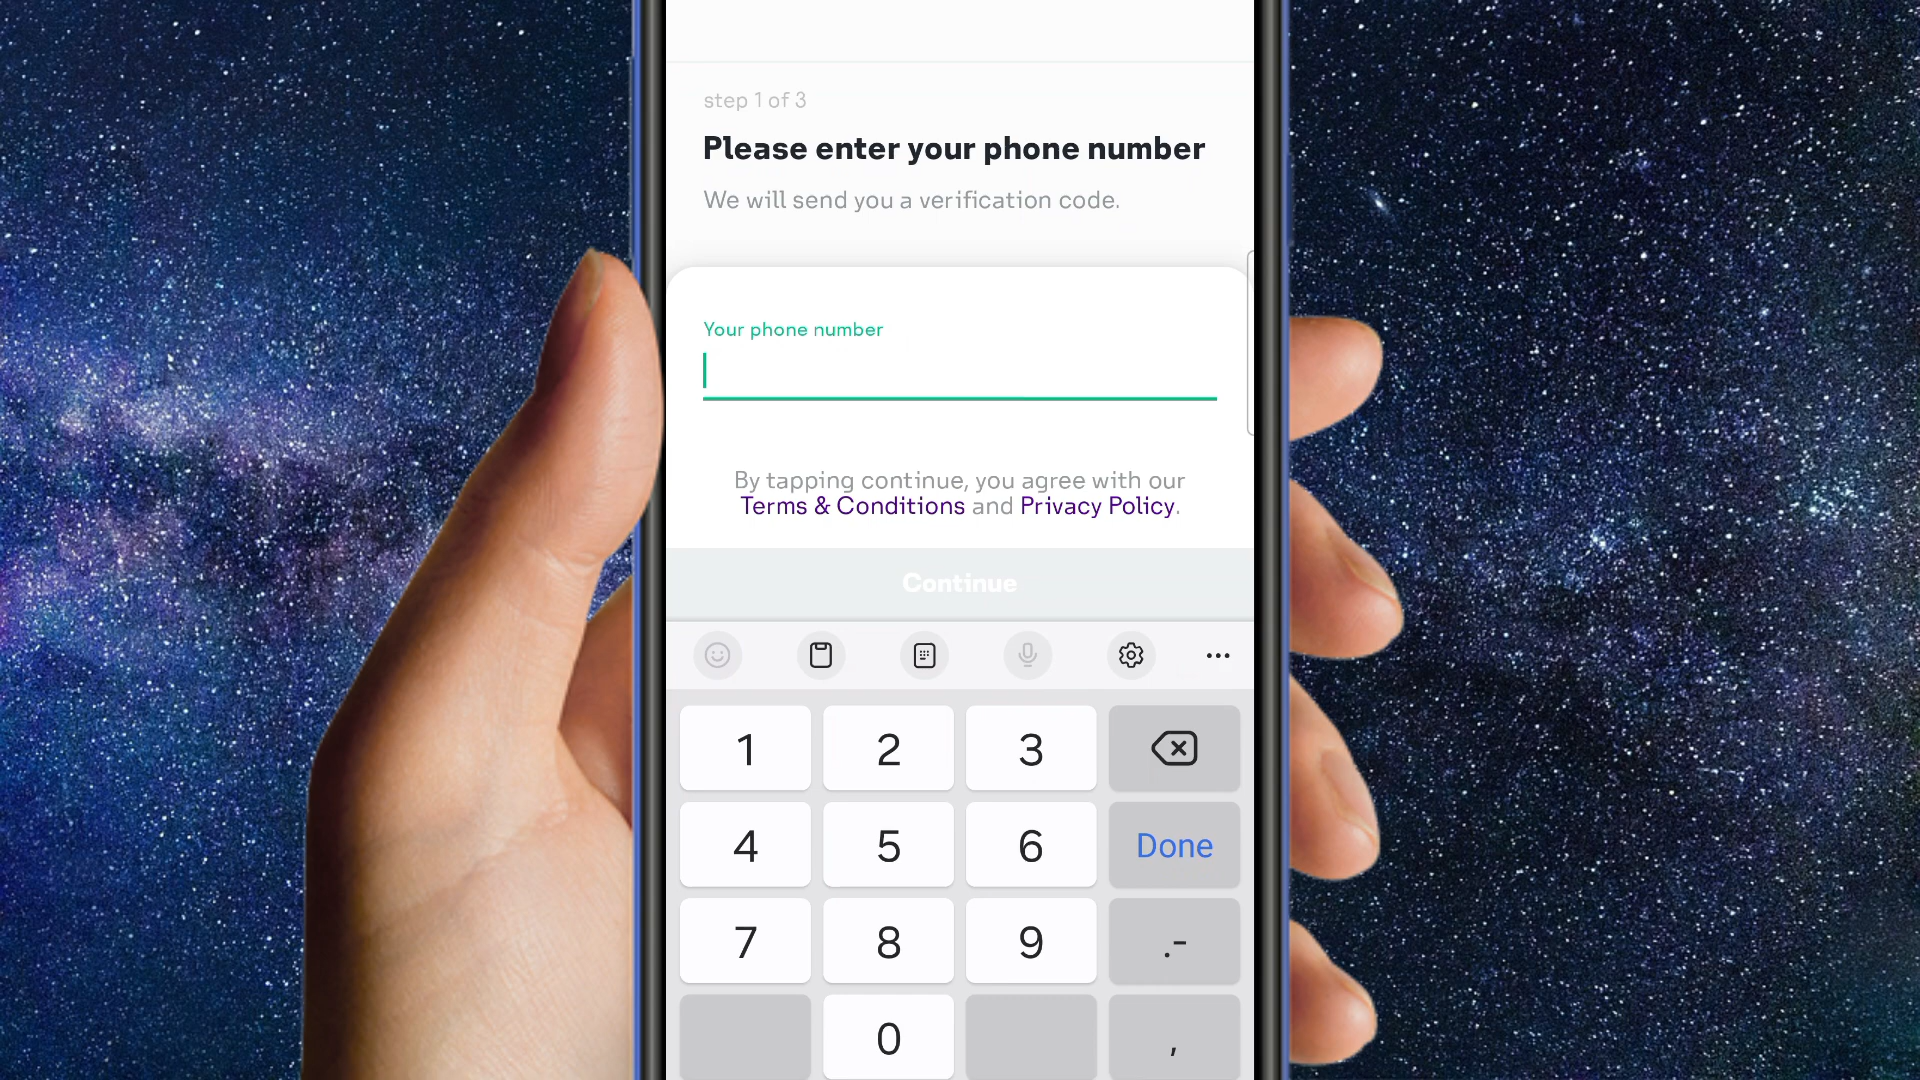 step 1 of 3
Please enter your phone number
We will send you a verification code.
Your phone number
By tapping continue, you agree with our
Terms & Conditions and Privacy Policy.
Continue
1 2 3
4 5 6 Done
7 8 9 .-
0 ,